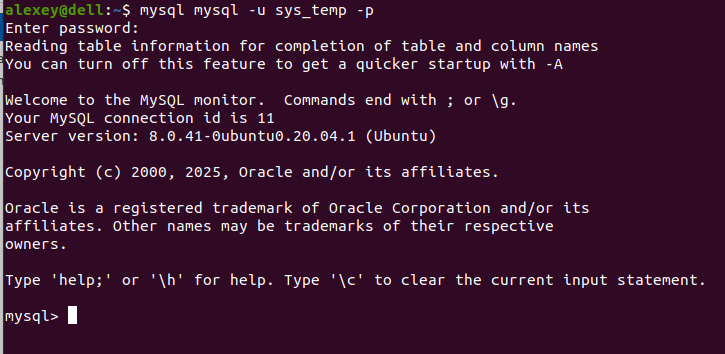 alexey@dell:~$ mysql mysql -u sys_temp -p
Enter password:
Reading table information for completion of table and column names
You can turn off this feature to get a quicker startup with -A
Welcome to the MySQL monitor.  Commands end with ; or \g.
Your MySQL connection id is 11
Server version: 8.0.41-0ubuntu0.20.04.1 (Ubuntu)
Copyright (c) 2000, 2025, Oracle and/or its affiliates.
Oracle is a registered trademark of Oracle Corporation and/or its
affiliates. Other names may be trademarks of their respective
owners.
Type 'help;' or '\h' for help. Type '\c' to clear the current input statement.
mysql>